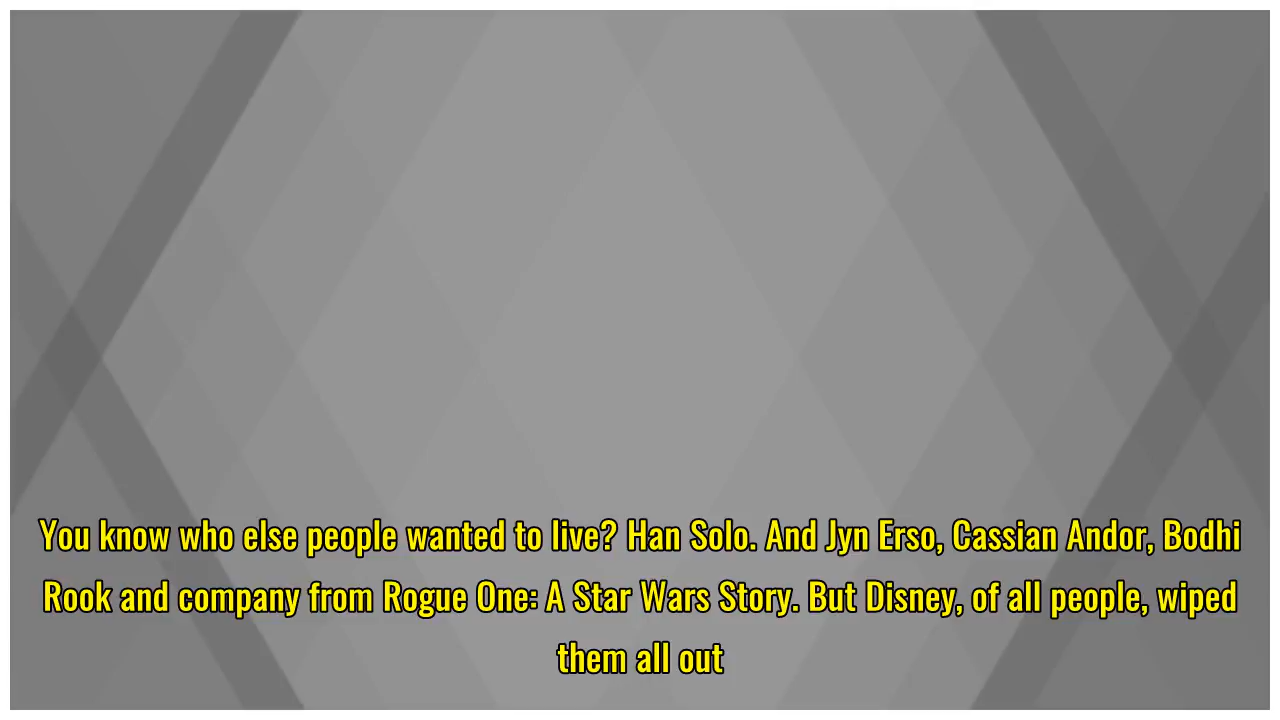 You know who else people wanted to live? Han Solo. And Jyn Erso, Cassian Andor, Bodhi
Rook and company from Rogue One: A Star Wars Story. But Disney, of all people, wiped
them all out